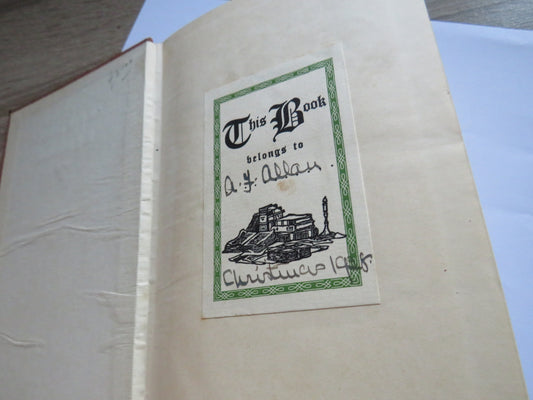 This Book
belongs to
A. F. Allan.
Christmas